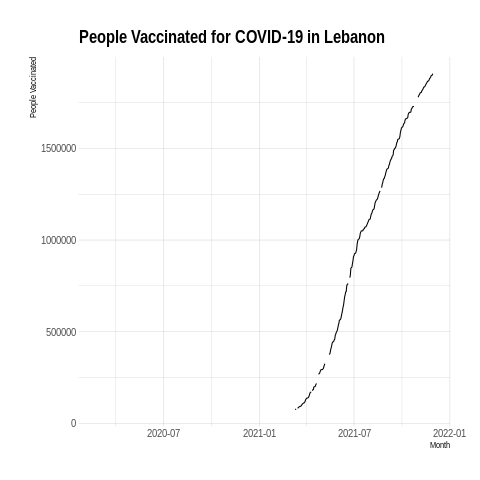 People Vaccinated for COVID-19 in Lebanon
People Vaccinated
1500000
1000000
500000
0
2020-07 2021-01 2021-07 2022-01
Month